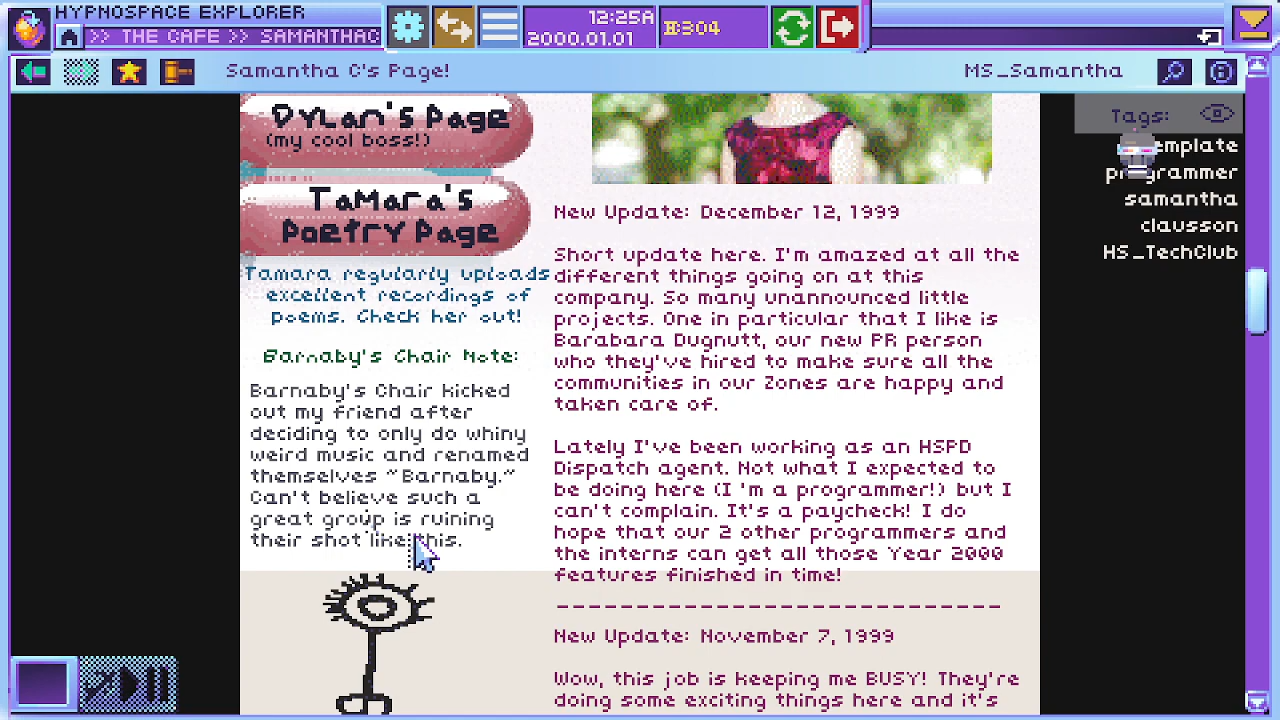 HYPNOSPACE EXPLORER
>> THE CAFE >> SAMANTHAC
12:25A
2000.01.01
304
Samantha C's Page!
MS_Samantha
Dylan's Page
(my cool boss!)
Tamara's
Poetry Page
Tamara regularly uploads
excellent recordings of
poems. Check her out!
Barnaby's Chair Note:
Barnaby's Chair kicked
out my friend after
deciding to only do whiny
weird music and renamed
themselves "Barnaby."
Can't believe such a
great group is ruining
their shot like this.
New Update: December 12, 1999
Short update here. I'm amazed at all the
different things going on at this
company. So many unannounced little
projects. One in particular that I like is
Barabara Dugnutt, our new PR person
who they've hired to make sure all the
communities in our Zones are happy and
taken care of.
Lately I've been working as an HSPD
Dispatch agent. Not what I expected to
be doing here (I 'm a programmer!) but I
can't complain. It's a paycheck! I do
hope that our 2 other programmers and
the interns can get all those Year 2000
features finished in time!
----------------------------
New Update: November 7, 1999
Wow, this job is keeping me BUSY! They're
doing some exciting things here and it's
Tags:
emplate
programmer
samantha
clausson
HS_TechClub